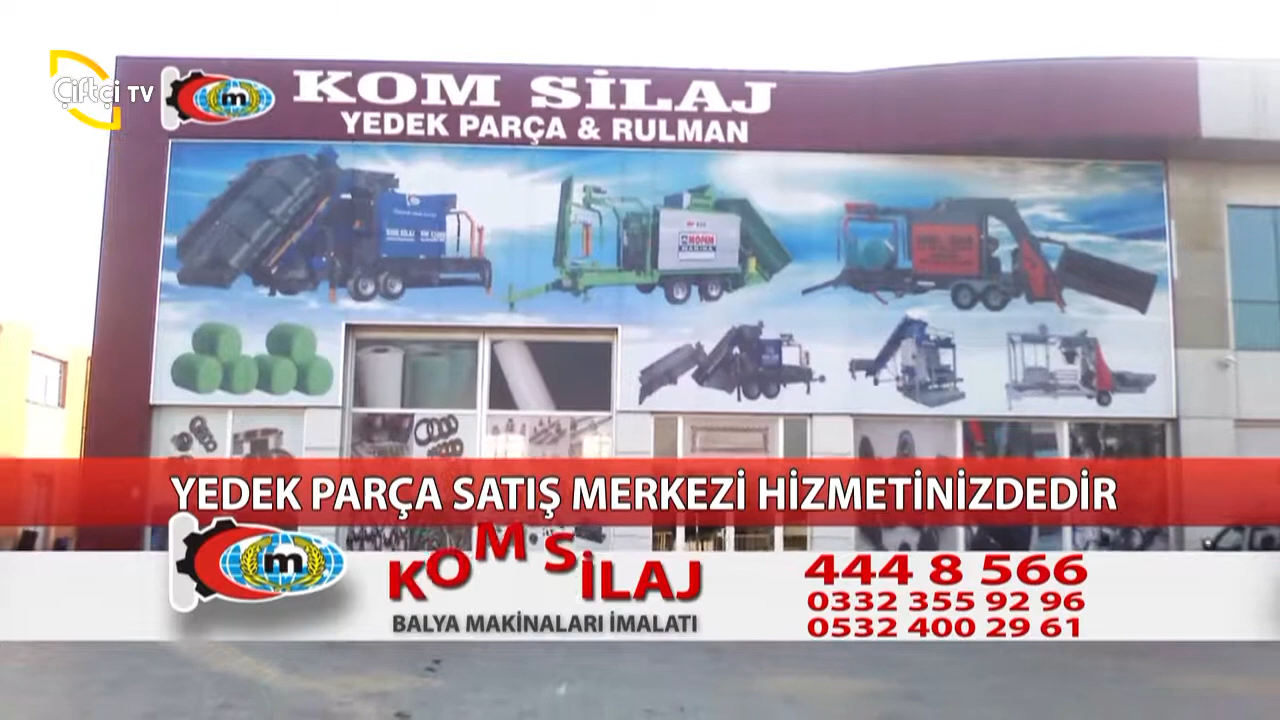 Çiftçi TV
KOM SİLAJ
YEDEK PARÇA & RULMAN
m
YEDEK PARÇA SATIŞ MERKEZİ HİZMETİNİZDEDİR
m
KOM SİLAJ
BALYA MAKİNALARI İMALATI
444 8 566
0332 355 92 96
0532 400 29 61